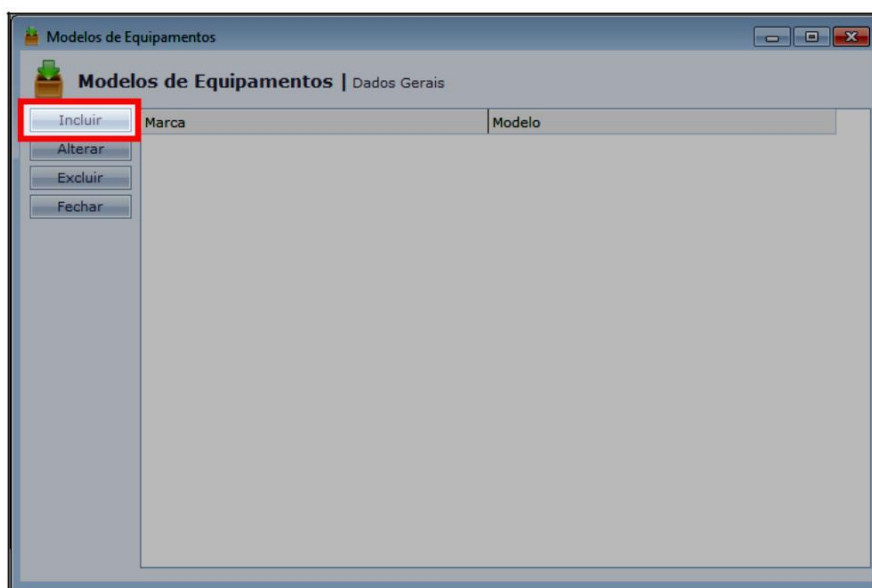 Modelos de Equipamentos
Modelos de Equipamentos | Dados Gerais
Incluir
Marca Modelo
Alterar
Excluir
Fechar